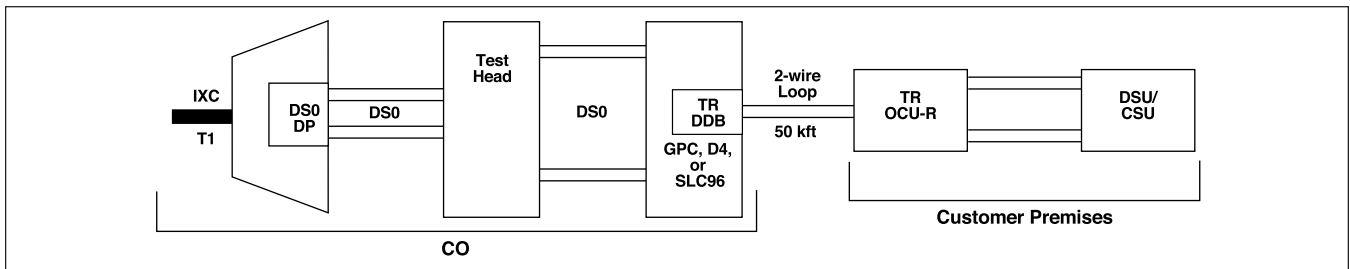 IXC
T1
DS0
DP
DS0
Test
Head
DS0
TR
DDB
GPC, D4,
or
SLC96
2-wire
Loop
50 kft
TR
OCU-R
DSU/
CSU
CO
Customer Premises